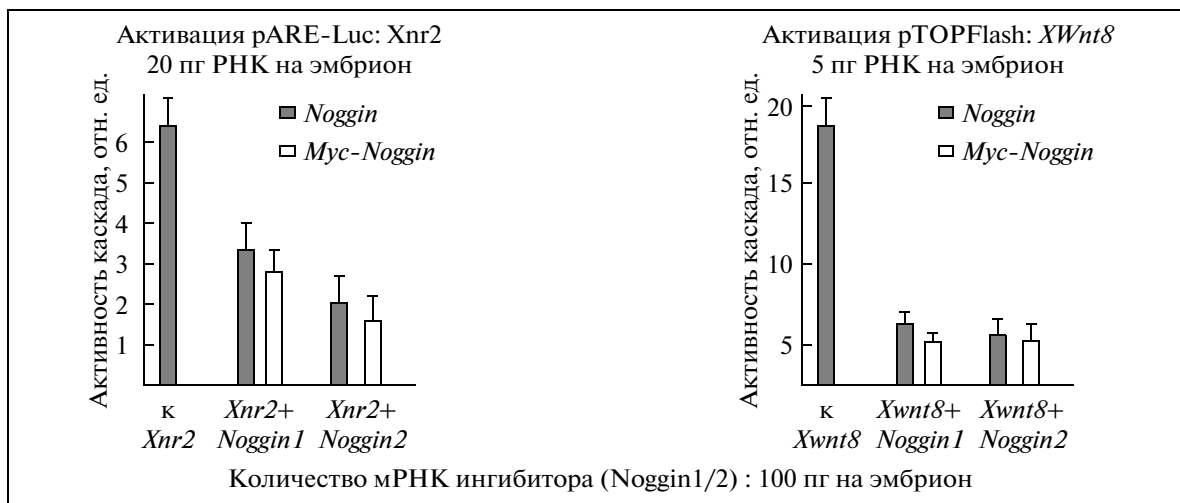 Активация pARE-Luc: Xnr2
20 пг РНК на эмбрион
Активность каскада, отн. ед.
6
5
4
3
2
1
Noggin
Myc-Noggin
к
Xnr2
Xnr2+
Noggin1
Xnr2+
Noggin2
Активация pTOPFlash: XWnt8
5 пг РНК на эмбрион
Активность каскада, отн. ед.
20
15
10
5
Noggin
Myc-Noggin
к
Xwnt8
Xwnt8+
Noggin1
Xwnt8+
Noggin2
Количество мРНК ингибитора (Noggin1/2) : 100 пг на эмбрион